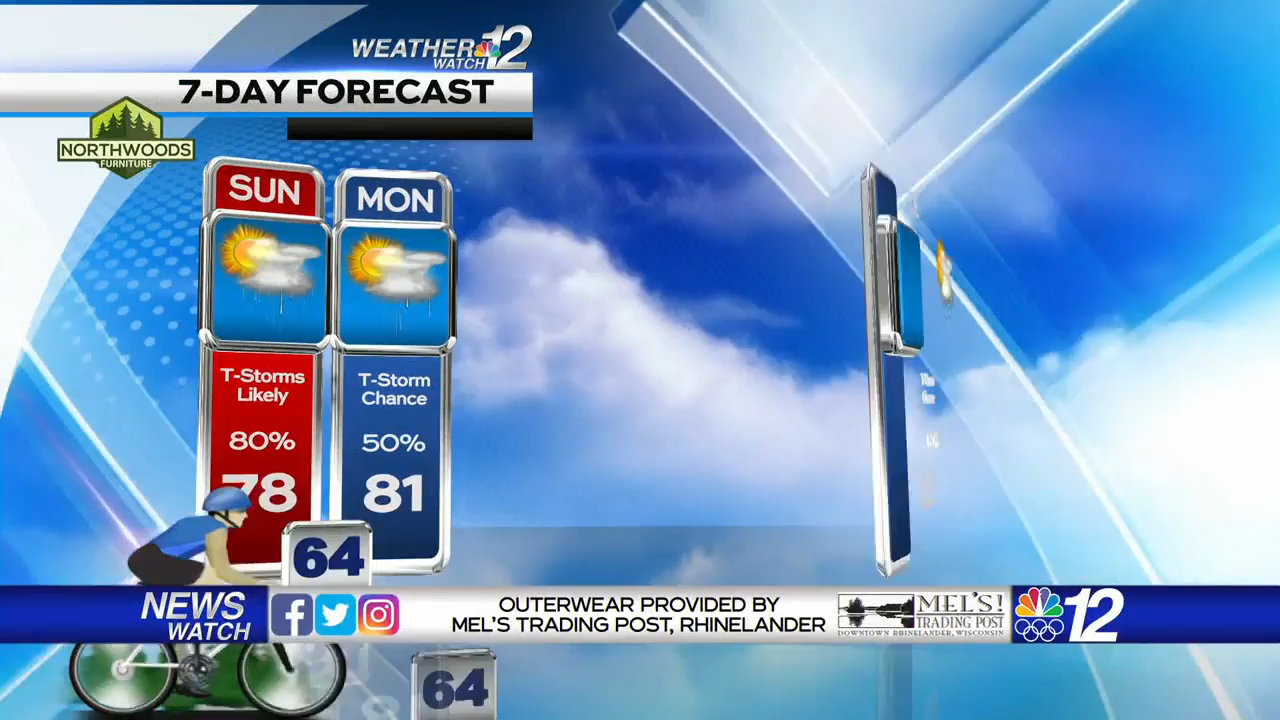 WEATHER 12
WATCH
7-DAY FORECAST
NORTHWOODS
FURNITURE
SUN
MON
T-Storms
Likely
T-Storm
Chance
80%
50%
78
81
64
NEWS
WATCH
OUTERWEAR PROVIDED BY
MEL'S TRADING POST, RHINELANDER
MEL'S!
TRADING POST
DOWNTOWN RHINELANDER, WISCONSIN
12
64